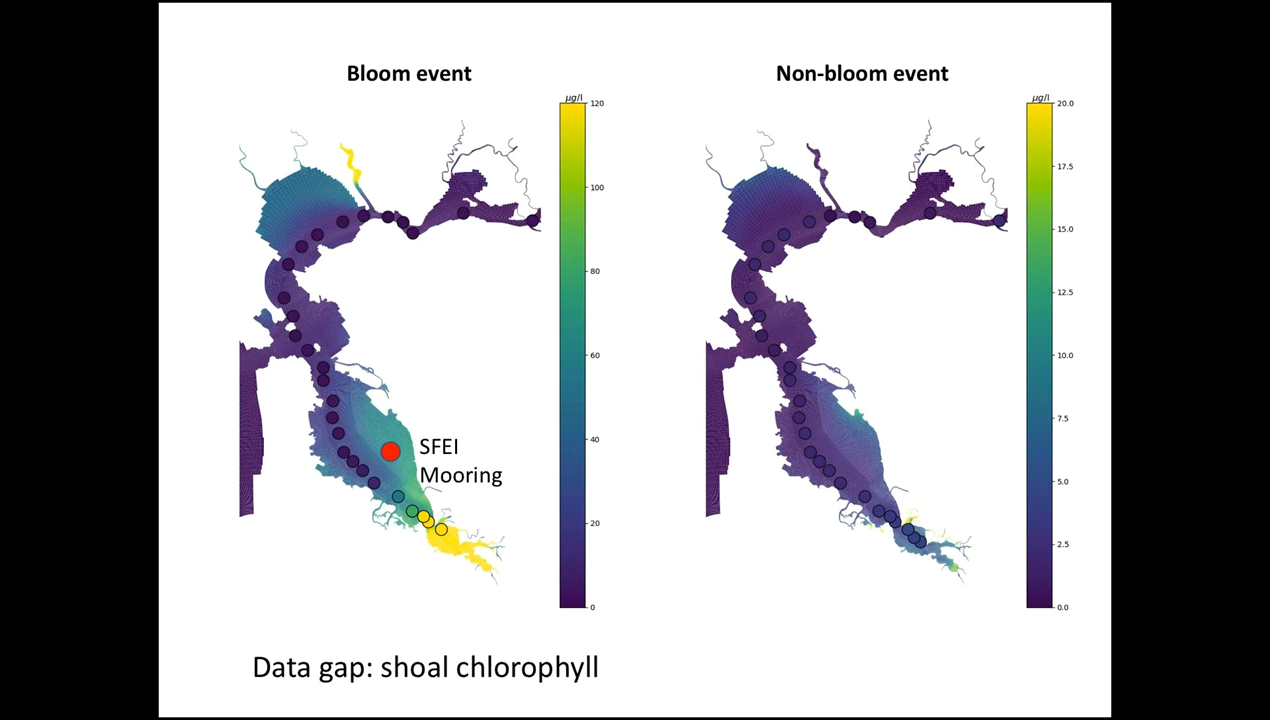 Bloom event
Non-bloom event
µg/l
120
100
80
60
40
20
0
µg/l
20.0
17.5
15.0
12.5
10.0
7.5
5.0
2.5
0.0
SFEI
Mooring
Data gap: shoal chlorophyll